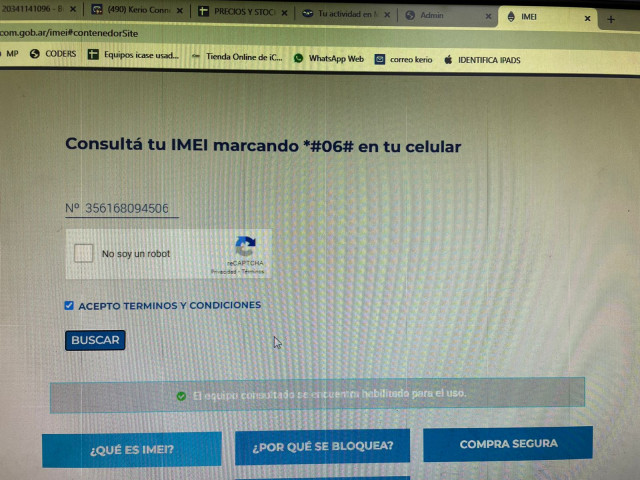 20341141096 - B
(490) Kerio Conn
PRECIOS Y STOC
Tu actividad en
Admin
IMEI
com.gob.ar/imei#contenedorSite
MP
CODERS
Equipos icase usad...
Tienda Online de iC...
WhatsApp Web
correo kerio
IDENTIFICA IPADS
Consultá tu IMEI marcando *#06# en tu celular
Nº 356168094506
No soy un robot
reCAPTCHA
Privacidad - Términos
ACEPTO TERMINOS Y CONDICIONES
BUSCAR
El equipo consultado se encuentra habilitado para el uso.
¿QUÉ ES IMEI?
¿POR QUÉ SE BLOQUEA?
COMPRA SEGURA